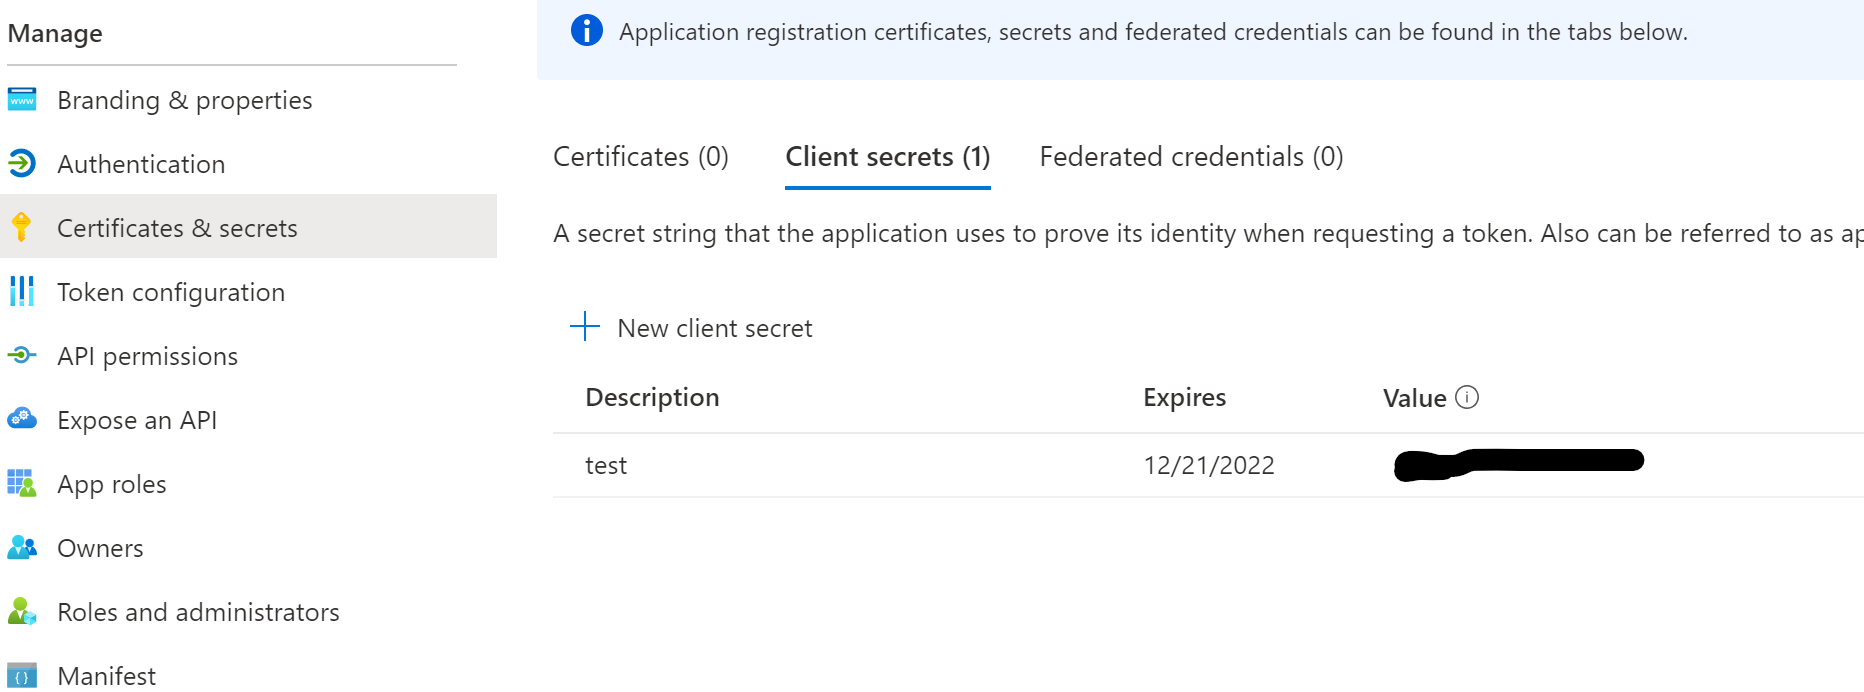 Manage
Branding & properties
Authentication
Certificates & secrets
Token configuration
API permissions
Expose an API
App roles
Owners
Roles and administrators
Manifest
Application registration certificates, secrets and federated credentials can be found in the tabs below.
Certificates (0) Client secrets (1) Federated credentials (0)
A secret string that the application uses to prove its identity when requesting a token. Also can be referred to as
New client secret
Description Expires Value
test 12/21/2022